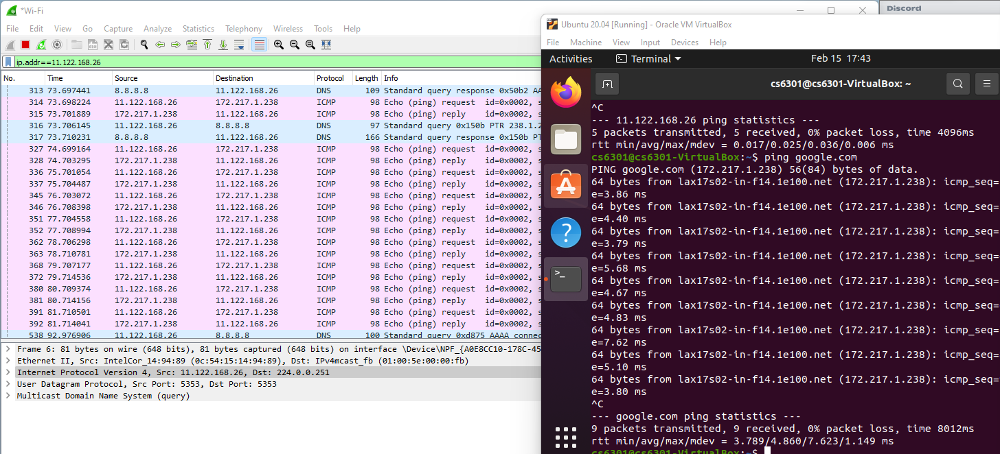 *Wi-Fi
File Edit View Go Capture Analyze Statistics Telephony Wireless Tools Help
ip.addr==11.122.168.26
No. Time Source Destination Protocol Length Info
313 73.697441 8.8.8.8 11.122.168.26 DNS 109 Standard query response 0x50b2 AA
314 73.698224 11.122.168.26 172.217.1.238 ICMP 98 Echo (ping) request id=0x0002, s
315 73.701889 172.217.1.238 11.122.168.26 ICMP 98 Echo (ping) reply id=0x0002, s
316 73.706145 11.122.168.26 8.8.8.8 DNS 97 Standard query 0x150b PTR 238.1.2
317 73.710231 8.8.8.8 11.122.168.26 DNS 166 Standard query response 0x150b PT
327 74.699164 11.122.168.26 172.217.1.238 ICMP 98 Echo (ping) request id=0x0002, s
328 74.703295 172.217.1.238 11.122.168.26 ICMP 98 Echo (ping) reply id=0x0002, s
336 75.701054 11.122.168.26 172.217.1.238 ICMP 98 Echo (ping) request id=0x0002, s
337 75.704487 172.217.1.238 11.122.168.26 ICMP 98 Echo (ping) reply id=0x0002, s
345 76.703072 11.122.168.26 172.217.1.238 ICMP 98 Echo (ping) request id=0x0002, s
346 76.708398 172.217.1.238 11.122.168.26 ICMP 98 Echo (ping) reply id=0x0002, s
351 77.704558 11.122.168.26 172.217.1.238 ICMP 98 Echo (ping) request id=0x0002, s
352 77.708994 172.217.1.238 11.122.168.26 ICMP 98 Echo (ping) reply id=0x0002, s
362 78.706298 11.122.168.26 172.217.1.238 ICMP 98 Echo (ping) request id=0x0002, s
363 78.710781 172.217.1.238 11.122.168.26 ICMP 98 Echo (ping) reply id=0x0002, s
368 79.707177 11.122.168.26 172.217.1.238 ICMP 98 Echo (ping) request id=0x0002, s
372 79.714536 172.217.1.238 11.122.168.26 ICMP 98 Echo (ping) reply id=0x0002, s
380 80.709374 11.122.168.26 172.217.1.238 ICMP 98 Echo (ping) request id=0x0002, s
381 80.714156 172.217.1.238 11.122.168.26 ICMP 98 Echo (ping) reply id=0x0002, s
391 81.710501 11.122.168.26 172.217.1.238 ICMP 98 Echo (ping) request id=0x0002, s
392 81.714041 172.217.1.238 11.122.168.26 ICMP 98 Echo (ping) reply id=0x0002, s
538 92.976906 11.122.168.26 8.8.8.8 DNS 100 Standard query 0xd875 AAAA connec
Frame 6: 81 bytes on wire (648 bits), 81 bytes captured (648 bits) on interface \Device\NPF_{A0E8CC10-178C-45
Ethernet II, Src: IntelCor_14:94:89 (0c:54:15:14:94:89), Dst: IPv4mcast_fb (01:00:5e:00:00:fb)
Internet Protocol Version 4, Src: 11.122.168.26, Dst: 224.0.0.251
User Datagram Protocol, Src Port: 5353, Dst Port: 5353
Multicast Domain Name System (query)
Discord
Ubuntu 20.04 [Running] - Oracle VM VirtualBox
File Machine View Input Devices Help
Activities Terminal Feb 15 17:43
cs6301@cs6301-VirtualBox: ~
^C
--- 11.122.168.26 ping statistics ---
5 packets transmitted, 5 received, 0% packet loss, time 4096ms
rtt min/avg/max/mdev = 0.017/0.025/0.036/0.006 ms
cs6301@cs6301-VirtualBox:~$ ping google.com
PING google.com (172.217.1.238) 56(84) bytes of data.
64 bytes from lax17s02-in-f14.1e100.net (172.217.1.238): icmp_seq=
e=3.86 ms
64 bytes from lax17s02-in-f14.1e100.net (172.217.1.238): icmp_seq=
e=4.40 ms
64 bytes from lax17s02-in-f14.1e100.net (172.217.1.238): icmp_seq=
e=3.79 ms
64 bytes from lax17s02-in-f14.1e100.net (172.217.1.238): icmp_seq=
e=5.68 ms
64 bytes from lax17s02-in-f14.1e100.net (172.217.1.238): icmp_seq=
e=4.67 ms
64 bytes from lax17s02-in-f14.1e100.net (172.217.1.238): icmp_seq=
e=4.83 ms
64 bytes from lax17s02-in-f14.1e100.net (172.217.1.238): icmp_seq=
e=7.62 ms
64 bytes from lax17s02-in-f14.1e100.net (172.217.1.238): icmp_seq=
e=5.10 ms
64 bytes from lax17s02-in-f14.1e100.net (172.217.1.238): icmp_seq=
e=3.80 ms
^C
--- google.com ping statistics ---
9 packets transmitted, 9 received, 0% packet loss, time 8012ms
rtt min/avg/max/mdev = 3.789/4.860/7.623/1.149 ms
cs6301@cs6301-VirtualBox:~$